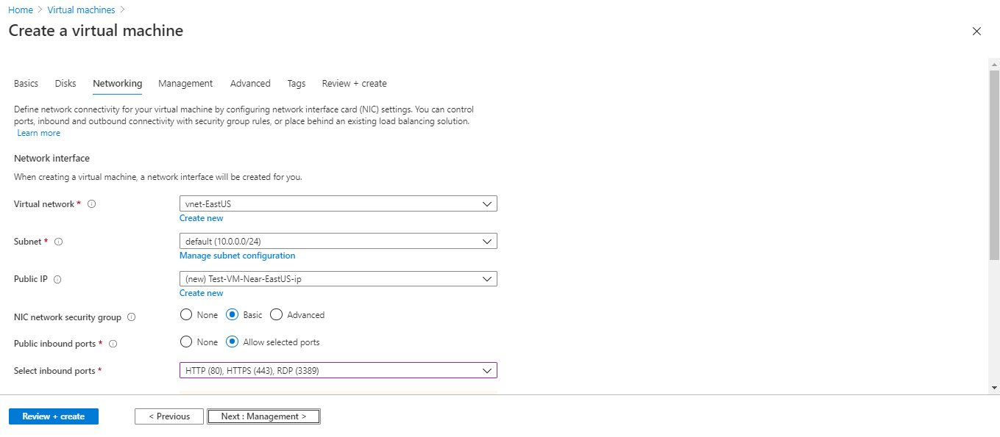 Home > Virtual machines >
Create a virtual machine
Basics Disks Networking Management Advanced Tags Review + create
Define network connectivity for your virtual machine by configuring network interface card (NIC) settings. You can control
ports, inbound and outbound connectivity with security group rules, or place behind an existing load balancing solution.
Learn more
Network interface
When creating a virtual machine, a network interface will be created for you.
Virtual network *
vnet-EastUS
Create new
Subnet *
default (10.0.0.0/24)
Manage subnet configuration
Public IP
(new) Test-VM-Near-EastUS-ip
Create new
NIC network security group
None Basic Advanced
Public inbound ports *
None Allow selected ports
Select inbound ports *
HTTP (80), HTTPS (443), RDP (3389)
Review + create
< Previous
Next : Management >